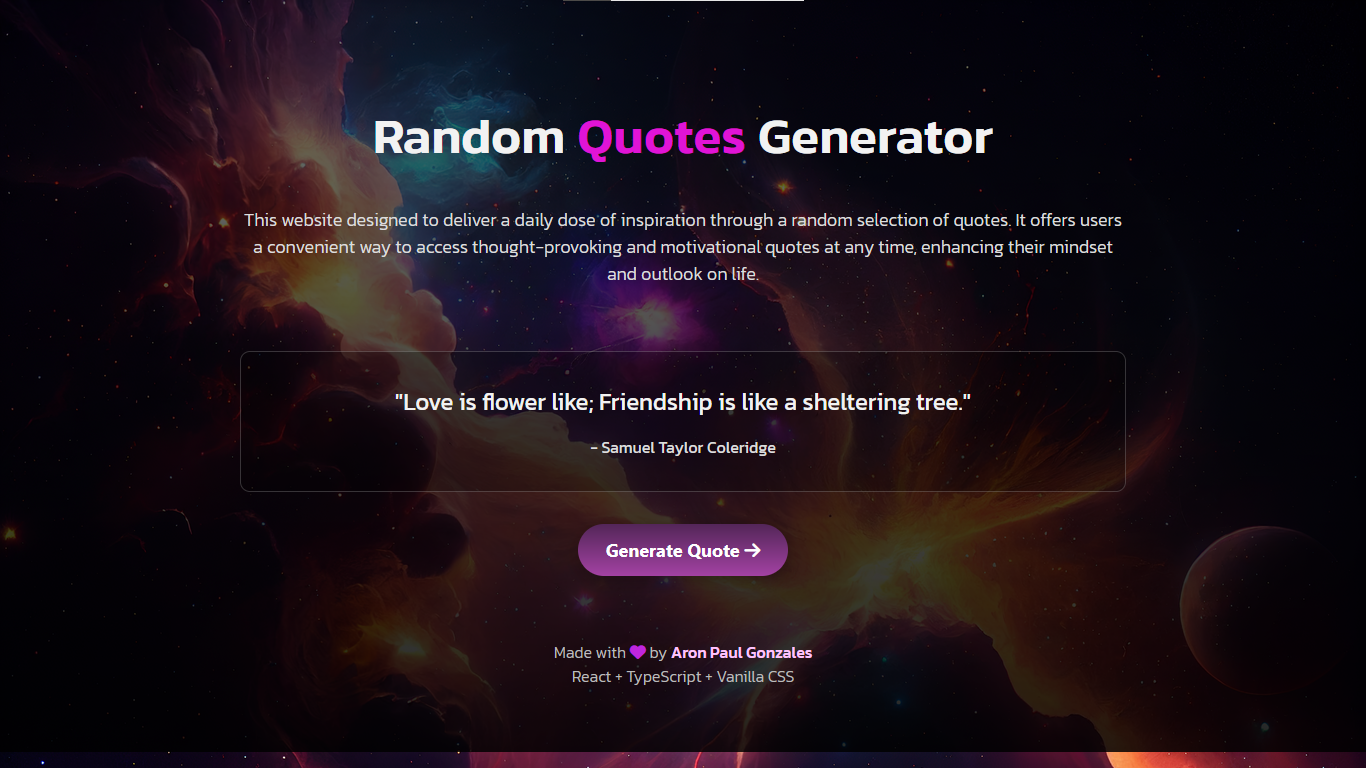 Random Quotes Generator
This website designed to deliver a daily dose of inspiration through a random selection of quotes. It offers users
a convenient way to access thought-provoking and motivational quotes at any time, enhancing their mindset
and outlook on life.
"Love is flower like; Friendship is like a sheltering tree."
- Samuel Taylor Coleridge
Generate Quote →
Made with 💜 by Aron Paul Gonzales
React + TypeScript + Vanilla CSS